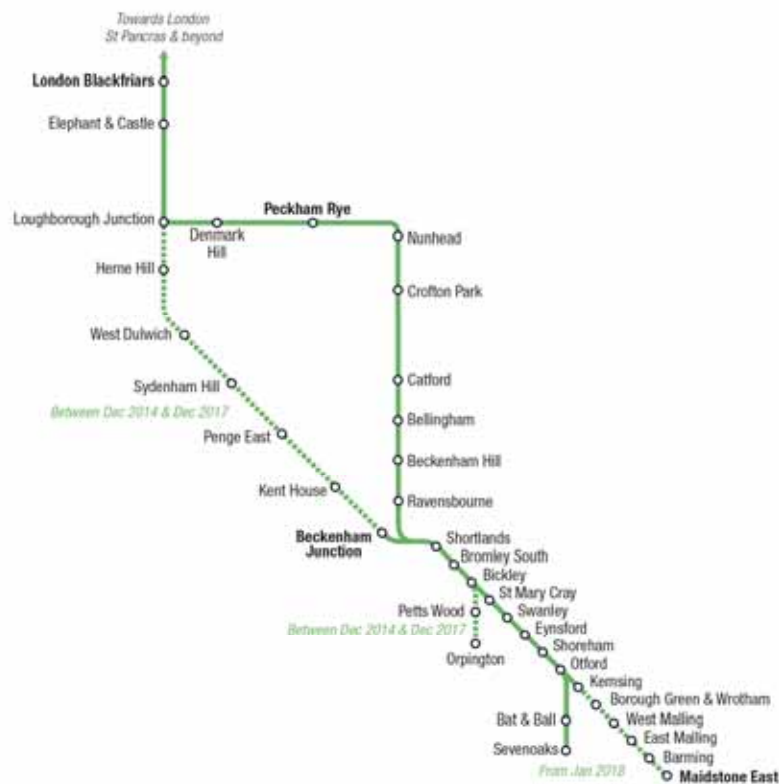 Towards London
St Pancras & beyond
London Blackfriars
Elephant & Castle
Loughborough Junction
Denmark
Hill
Peckham Rye
Nunhead
Herne Hill
Crofton Park
West Dulwich
Sydenham Hill
Catford
Between Dec 2014 & Dec 2017
Bellingham
Penge East
Beckenham Hill
Kent House
Ravensbourne
Beckenham
Junction
Shortlands
Bromley South
Bickley
St Mary Cray
Petts Wood
Swanley
Between Dec 2014 & Dec 2017
Eynsford
Shoreham
Orpington
Otford
Kemsing
Borough Green & Wrotham
Bat & Ball
West Malling
East Malling
Sevenoaks
Barming
From Jan 2018
Maidstone East